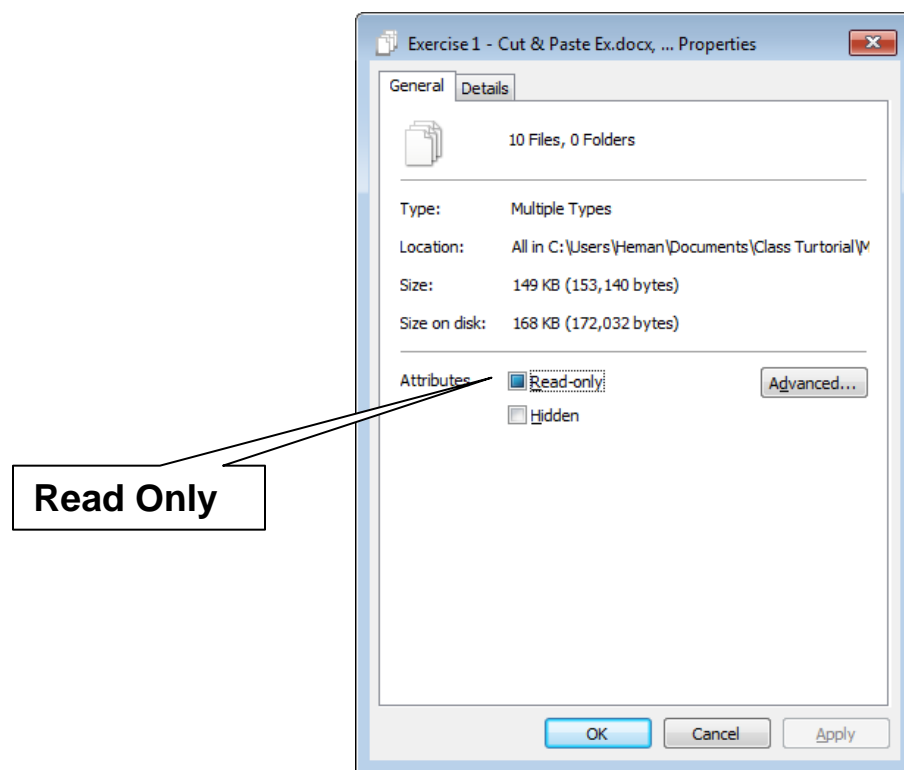 Exercise 1 - Cut & Paste Ex.docx, ... Properties
General Details
10 Files, 0 Folders
Type: Multiple Types
Location: All in C:\Users\Heman\Documents\Class Turtorial\M
Size: 149 KB (153,140 bytes)
Size on disk: 168 KB (172,032 bytes)
Attributes Read-only Advanced...
Hidden
Read Only
OK Cancel Apply